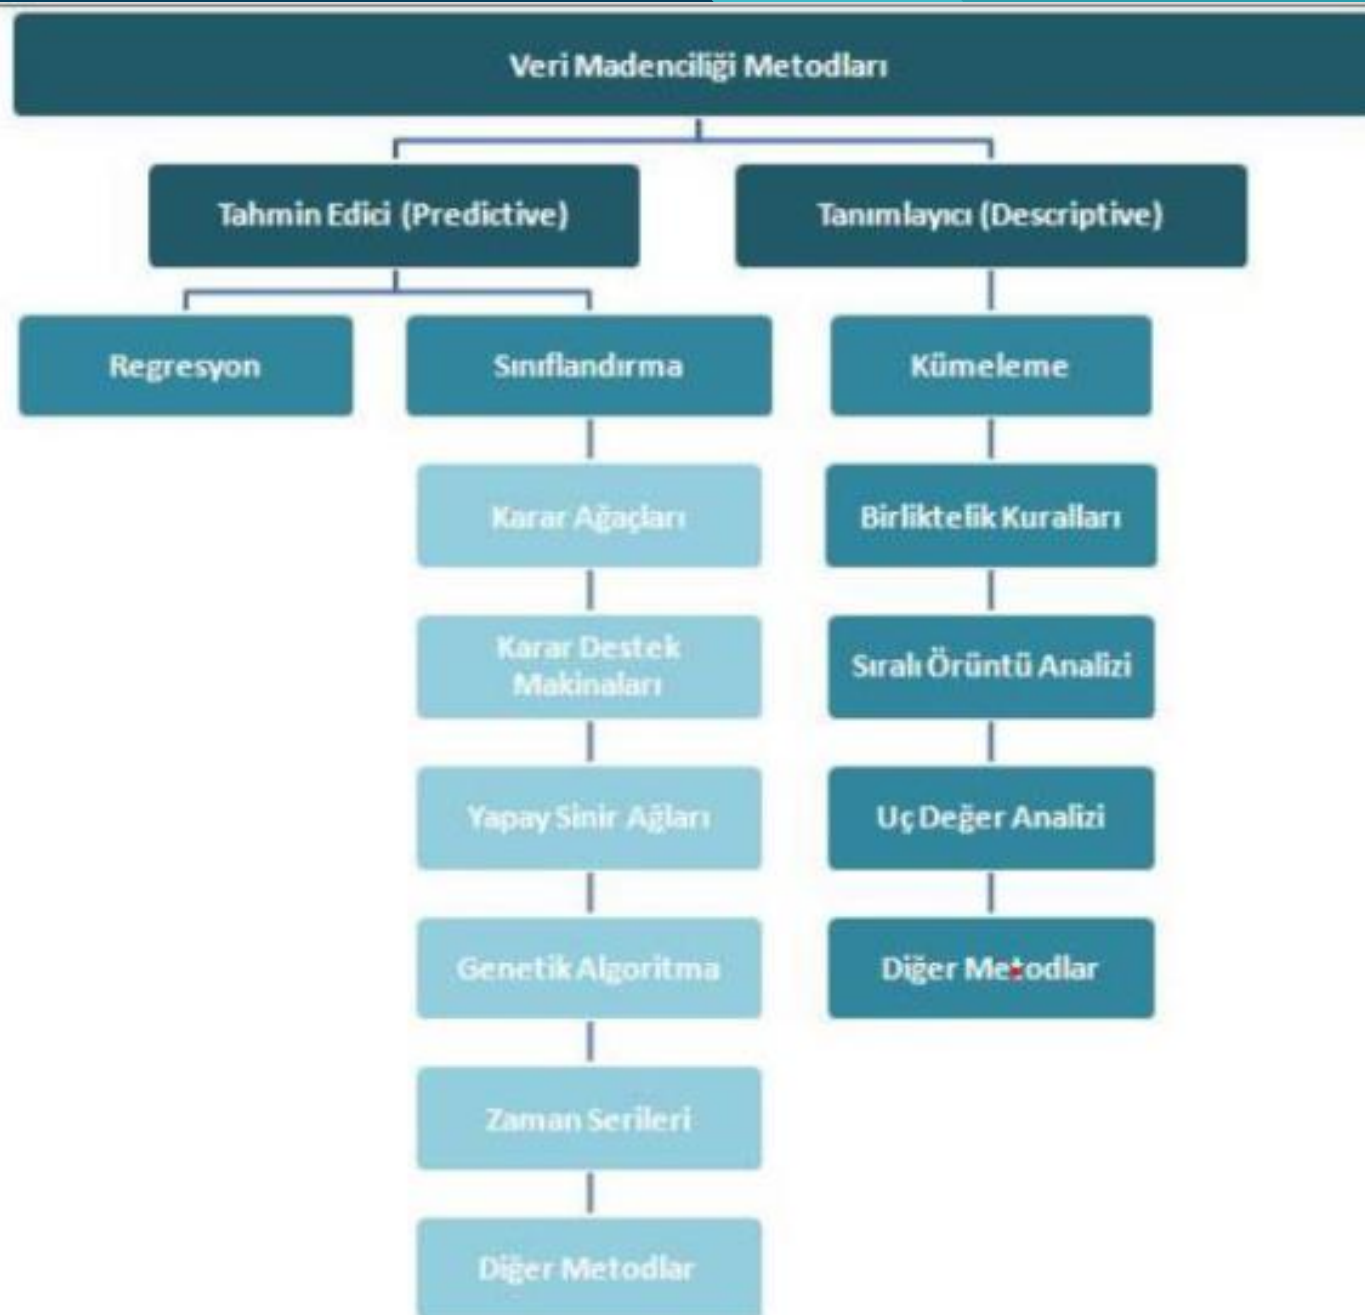 Veri Madenciliği Metodları
Tahmin Edici (Predictive)
Tanımlayıcı (Descriptive)
Regresyon
Sınıflandırma
Kümeleme
Karar Ağaçları
Birliktelik Kuralları
Karar Destek
Makinaları
Sıralı Örüntü Analizi
Yapay Sinir Ağları
Uç Değer Analizi
Genetik Algoritma
Diğer Metodlar
Zaman Serileri
Diğer Metodlar